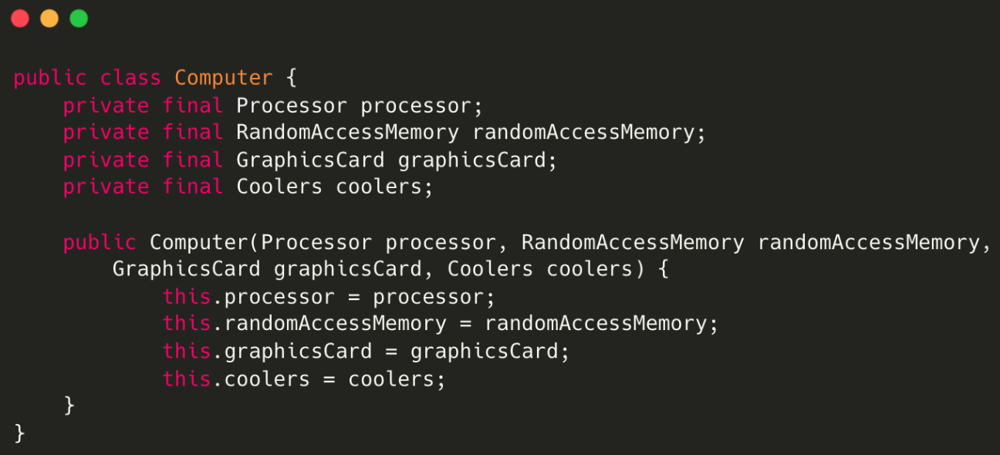 public class Computer {
    private final Processor processor;
    private final RandomAccessMemory randomAccessMemory;
    private final GraphicsCard graphicsCard;
    private final Coolers coolers;

    public Computer(Processor processor, RandomAccessMemory randomAccessMemory,
        GraphicsCard graphicsCard, Coolers coolers) {
            this.processor = processor;
            this.randomAccessMemory = randomAccessMemory;
            this.graphicsCard = graphicsCard;
            this.coolers = coolers;
    }
}